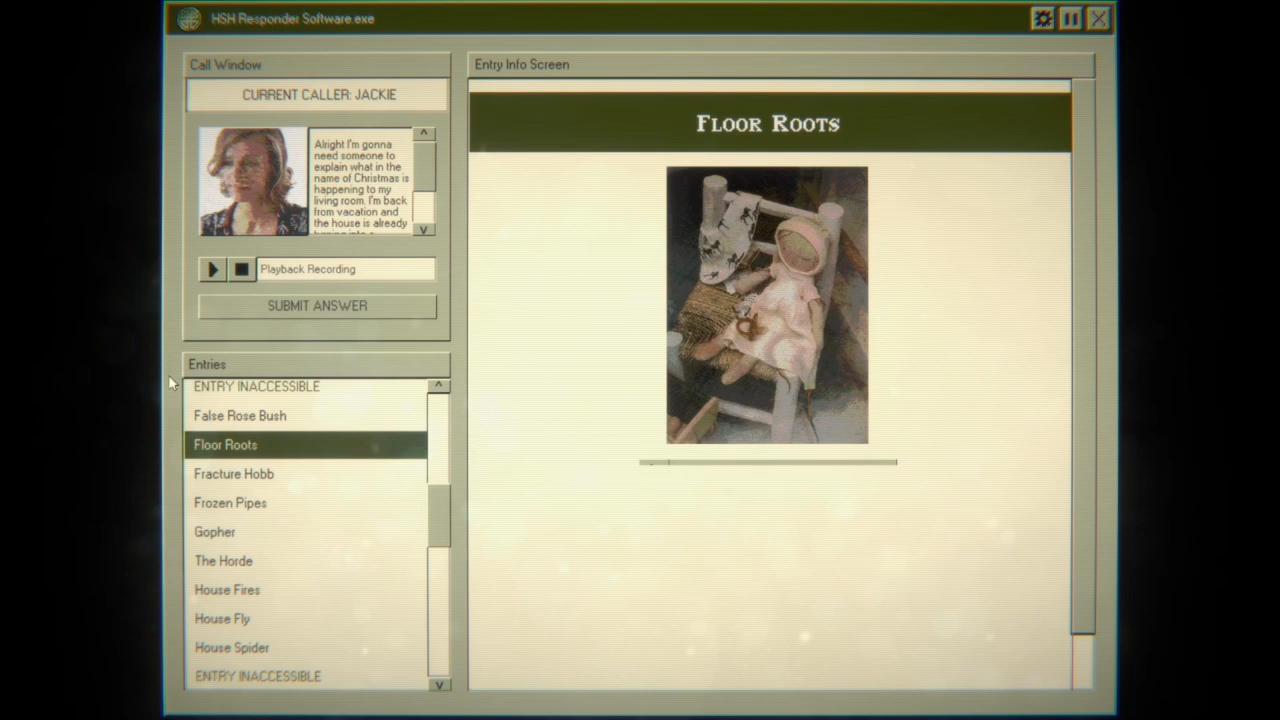 HSH Responder Software.exe
Call Window
CURRENT CALLER: JACKIE
Alright I'm gonna
need someone to
explain what in the
name of Christmas is
happening to my
living room. I'm back
from vacation and
the house is already
Playback Recording
SUBMIT ANSWER
Entries
ENTRY INACCESSIBLE
False Rose Bush
Floor Roots
Fracture Hobb
Frozen Pipes
Gopher
The Horde
House Fires
House Fly
House Spider
ENTRY INACCESSIBLE
Entry Info Screen
Floor Roots